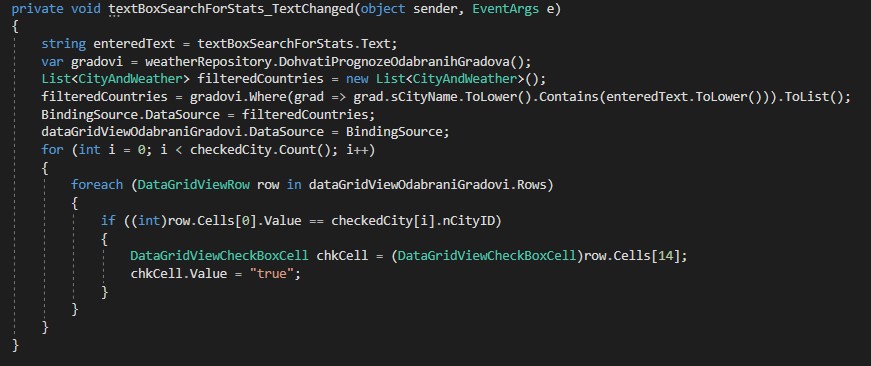 private void textBoxSearchForStats_TextChanged(object sender, EventArgs e)
{
string enteredText = textBoxSearchForStats.Text;
var gradovi = weatherRepository.DohvatiPrognozeOdabranihGradova();
List<CityAndWeather> filteredCountries = new List<CityAndWeather>();
filteredCountries = gradovi.Where(grad => grad.sCityName.ToLower().Contains(enteredText.ToLower())).ToList();
BindingSource.DataSource = filteredCountries;
dataGridViewOdabraniGradovi.DataSource = BindingSource;
for (int i = 0; i < checkedCity.Count(); i++)
{
foreach (DataGridViewRow row in dataGridViewOdabraniGradovi.Rows)
{
if ((int)row.Cells[0].Value == checkedCity[i].nCityID)
{
DataGridViewCheckBoxCell chkCell = (DataGridViewCheckBoxCell)row.Cells[14];
chkCell.Value = "true";
}
}
}
}